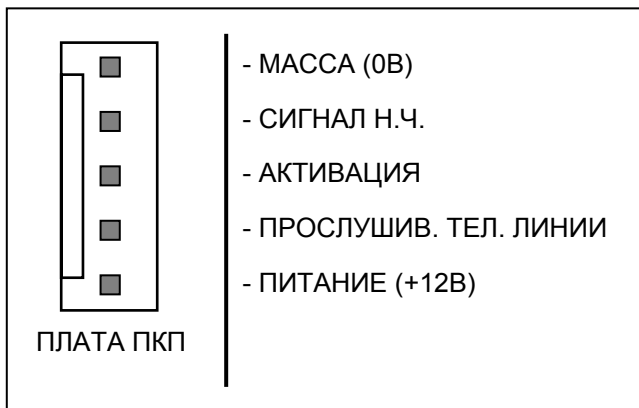 - МАССА (0В)
- СИГНАЛ Н.Ч.
- АКТИВАЦИЯ
- ПРОСЛУШИВ. ТЕЛ. ЛИНИИ
- ПИТАНИЕ (+12В)
ПЛАТА ПКП